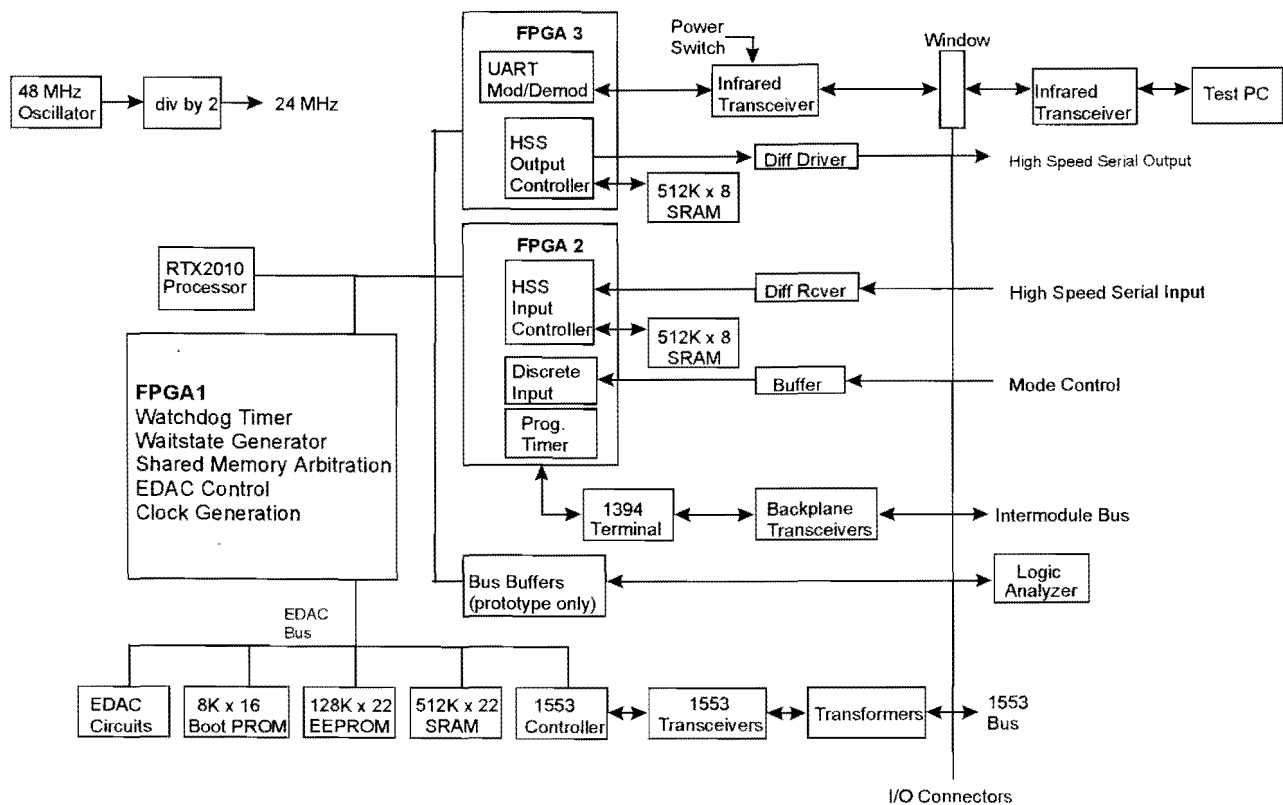 FPGA 3
Power
Switch
Window
48 MHz
Oscillator
div by 2
24 MHz
UART
Mod/Demod
Infrared
Transceiver
Infrared
Transceiver
Test PC
HSS
Output
Controller
Diff Driver
High Speed Serial Output
512K x 8
SRAM
FPGA 2
RTX2010
Processor
HSS
Input
Controller
Diff Rcver
High Speed Serial Input
512K x 8
SRAM
Discrete
Input
Buffer
Mode Control
Prog.
Timer
FPGA1
Watchdog Timer
Waitstate Generator
Shared Memory Arbitration
EDAC Control
Clock Generation
1394
Terminal
Backplane
Transceivers
Intermodule Bus
Bus Buffers
(prototype only)
Logic
Analyzer
EDAC
Bus
EDAC
Circuits
8K x 16
Boot PROM
128K x 22
EEPROM
512K x 22
SRAM
1553
Controller
1553
Transceivers
Transformers
1553
Bus
I/O Connectors